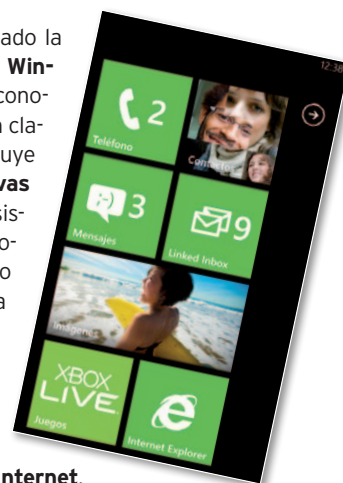 ado la
Win-
cono-
cla-
uye
vas
sis-
o-
o
a
nternet.
12:38
2
Teléfono
Contactos
3
Mensajes
9
Linked Inbox
Imágenes
XBOX
LIVE
Juegos
Internet Explorer